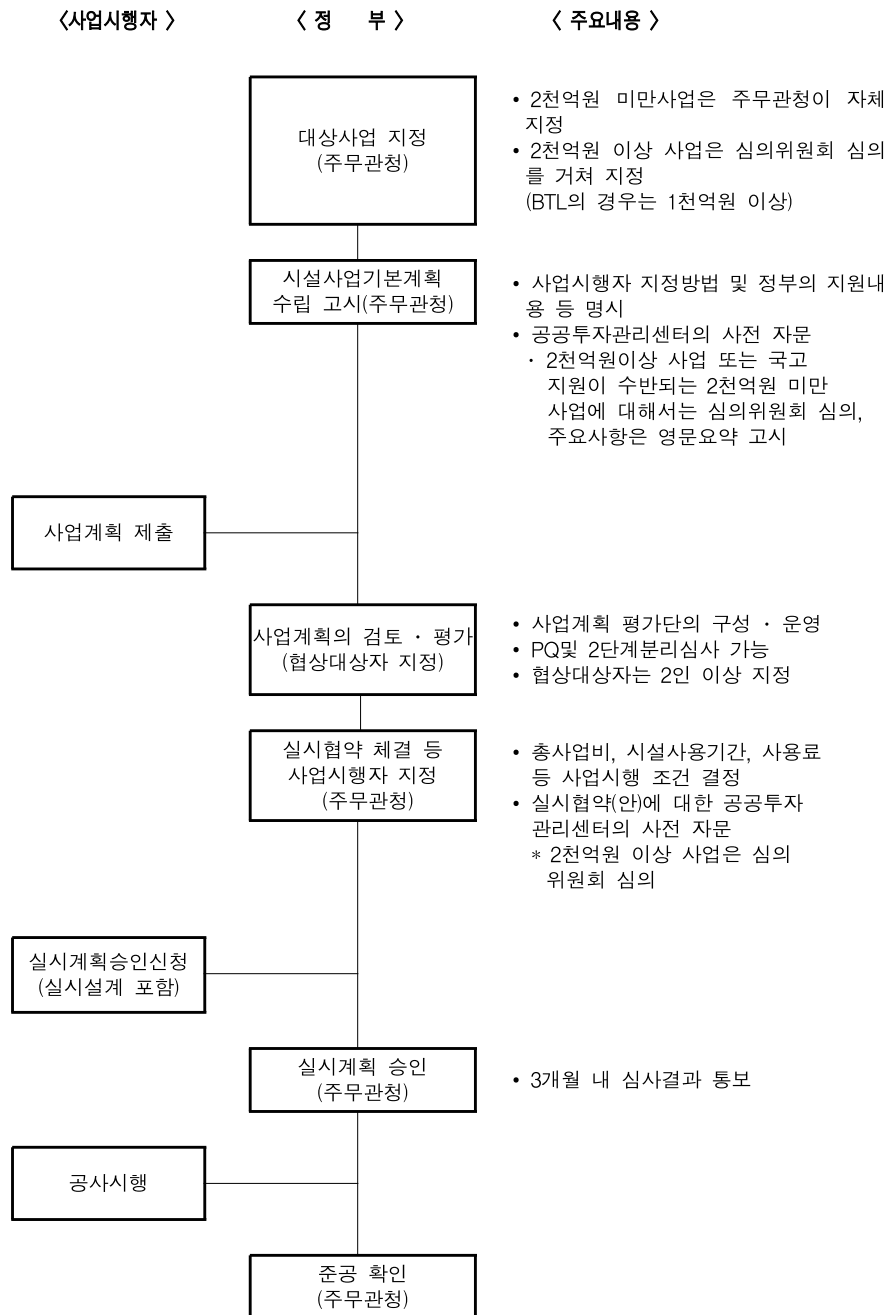 〈사업시행자 〉 〈 정 부 〉 〈 주요내용 〉
대상사업 지정
(주무관청)
• 2천억원 미만사업은 주무관청이 자체
지정
• 2천억원 이상 사업은 심의위원회 심의
를 거쳐 지정
(BTL의 경우는 1천억원 이상)
시설사업기본계획
수립 고시(주무관청)
• 사업시행자 지정방법 및 정부의 지원내
용 등 명시
• 공공투자관리센터의 사전 자문
· 2천억원이상 사업 또는 국고
지원이 수반되는 2천억원 미만
사업에 대해서는 심의위원회 심의,
주요사항은 영문요약 고시
사업계획 제출
사업계획의 검토 · 평가
(협상대상자 지정)
• 사업계획 평가단의 구성 · 운영
• PQ및 2단계분리심사 가능
• 협상대상자는 2인 이상 지정
실시협약 체결 등
사업시행자 지정
(주무관청)
• 총사업비, 시설사용기간, 사용료
등 사업시행 조건 결정
• 실시협약(안)에 대한 공공투자
관리센터의 사전 자문
* 2천억원 이상 사업은 심의
위원회 심의
실시계획승인신청
(실시설계 포함)
실시계획 승인
(주무관청)
• 3개월 내 심사결과 통보
공사시행
준공 확인
(주무관청)